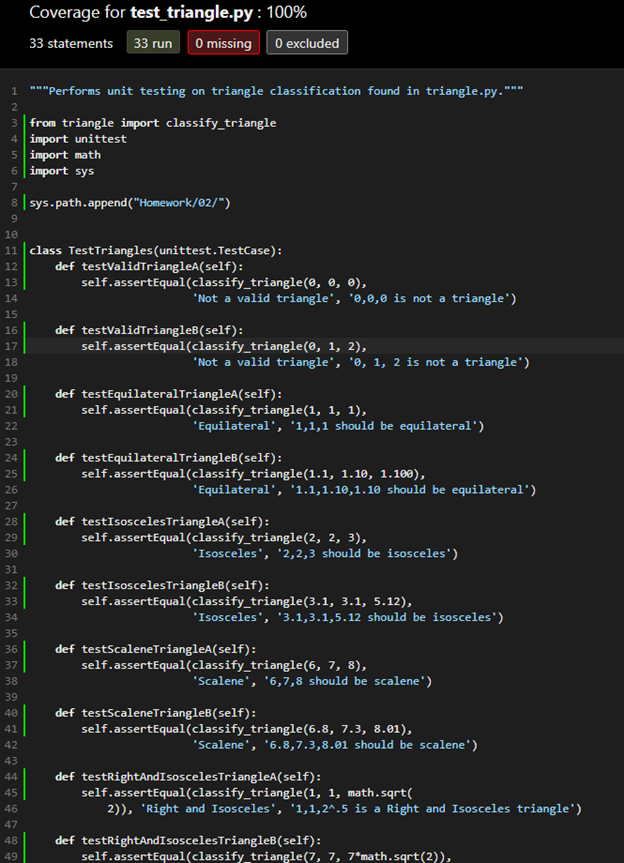 Coverage for test_triangle.py : 100%
33 statements 33 run 0 missing 0 excluded
1 """Performs unit testing on triangle classification found in triangle.py."""
2
3 from triangle import classify_triangle
4 import unittest
5 import math
6 import sys
7
8 sys.path.append("Homework/02/")
9
10
11 class TestTriangles(unittest.TestCase):
12     def testValidTriangleA(self):
13         self.assertEqual(classify_triangle(0, 0, 0),
14                          'Not a valid triangle', '0,0,0 is not a triangle')
15
16     def testValidTriangleB(self):
17         self.assertEqual(classify_triangle(0, 1, 2),
18                          'Not a valid triangle', '0, 1, 2 is not a triangle')
19
20     def testEquilateralTriangleA(self):
21         self.assertEqual(classify_triangle(1, 1, 1),
22                          'Equilateral', '1,1,1 should be equilateral')
23
24     def testEquilateralTriangleB(self):
25         self.assertEqual(classify_triangle(1.1, 1.10, 1.100),
26                          'Equilateral', '1.1,1.10,1.10 should be equilateral')
27
28     def testIsoscelesTriangleA(self):
29         self.assertEqual(classify_triangle(2, 2, 3),
30                          'Isosceles', '2,2,3 should be isosceles')
31
32     def testIsoscelesTriangleB(self):
33         self.assertEqual(classify_triangle(3.1, 3.1, 5.12),
34                          'Isosceles', '3.1,3.1,5.12 should be isosceles')
35
36     def testScaleneTriangleA(self):
37         self.assertEqual(classify_triangle(6, 7, 8),
38                          'Scalene', '6,7,8 should be scalene')
39
40     def testScaleneTriangleB(self):
41         self.assertEqual(classify_triangle(6.8, 7.3, 8.01),
42                          'Scalene', '6.8,7.3,8.01 should be scalene')
43
44     def testRightAndIsoscelesTriangleA(self):
45         self.assertEqual(classify_triangle(1, 1, math.sqrt(
46             2)), 'Right and Isosceles', '1,1,2^.5 is a Right and Isosceles triangle')
47
48     def testRightAndIsoscelesTriangleB(self):
49         self.assertEqual(classify_triangle(7, 7, 7*math.sqrt(2)),